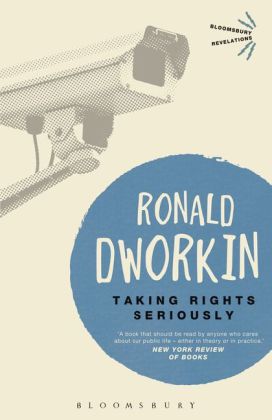 BLOOMSBURY
REVELATIONS
RONALD
DWORKIN
TAKING RIGHTS
SERIOUSLY
'A book that should be read by anyone who cares
about our public life – either in theory or in practice.'
NEW YORK REVIEW
OF BOOKS
BLOOMSBURY